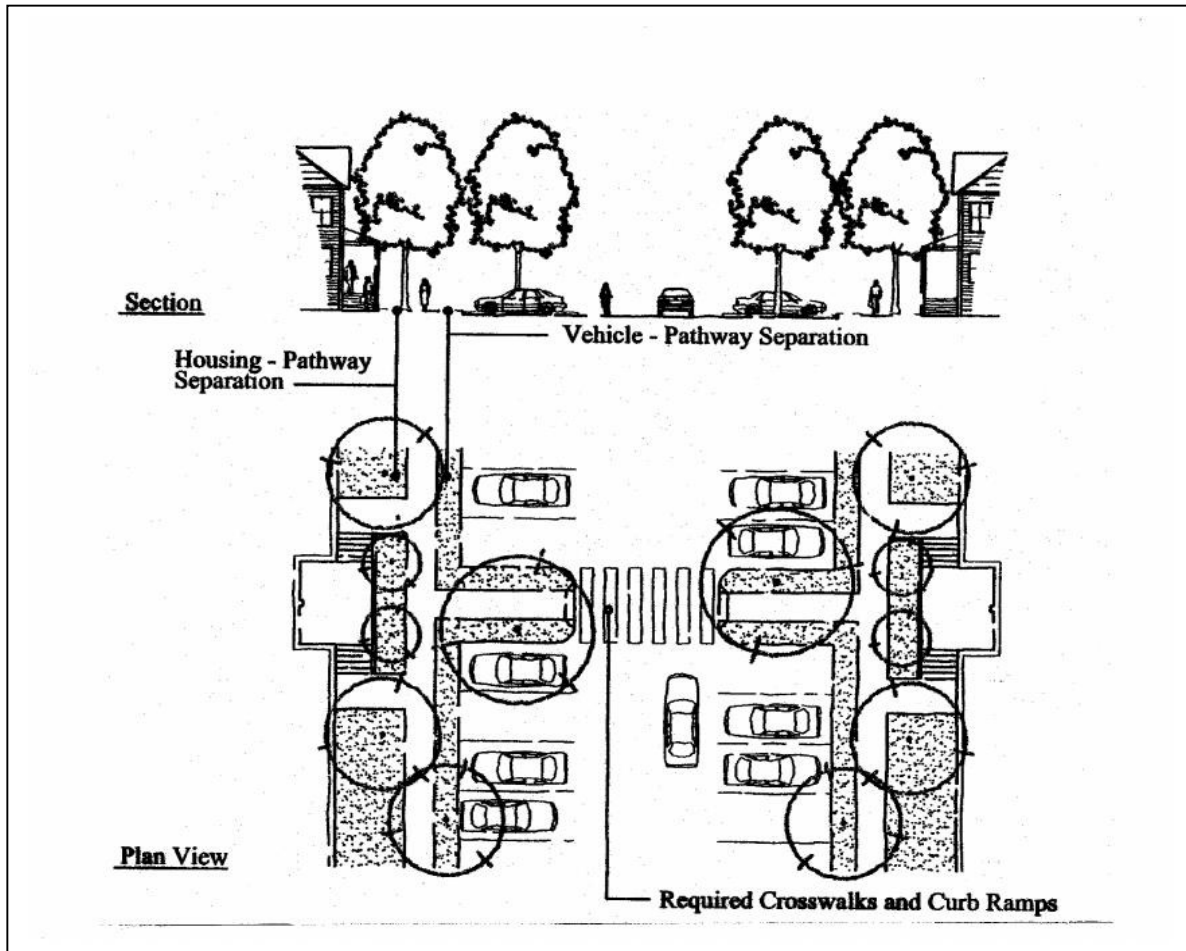 Section
Vehicle - Pathway Separation
Housing - Pathway
Separation
Plan View
Required Crosswalks and Curb Ramps